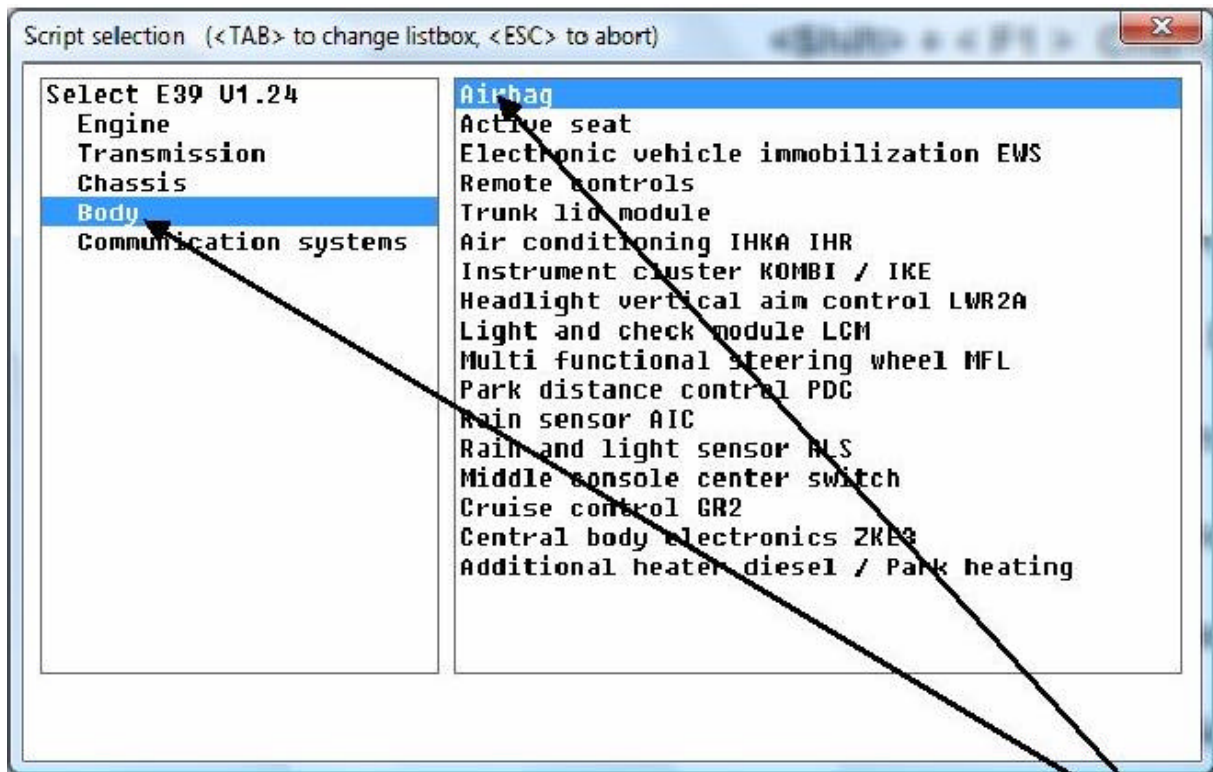 Script selection (<TAB> to change listbox, <ESC> to abort)
<Shift> + < F1 >
Select E39 V1.24
Engine
Transmission
Chassis
Body
Communication systems
Airbag
Active seat
Electronic vehicle immobilization EWS
Remote controls
Trunk lid module
Air conditioning IHKA IHR
Instrument cluster KOMBI / IKE
Headlight vertical aim control LWR2A
Light and check module LCM
Multi functional steering wheel MFL
Park distance control PDC
Rain sensor AIC
Rain and light sensor RLS
Middle console center switch
Cruise control GR2
Central body electronics ZKE3
Additional heater diesel / Park heating